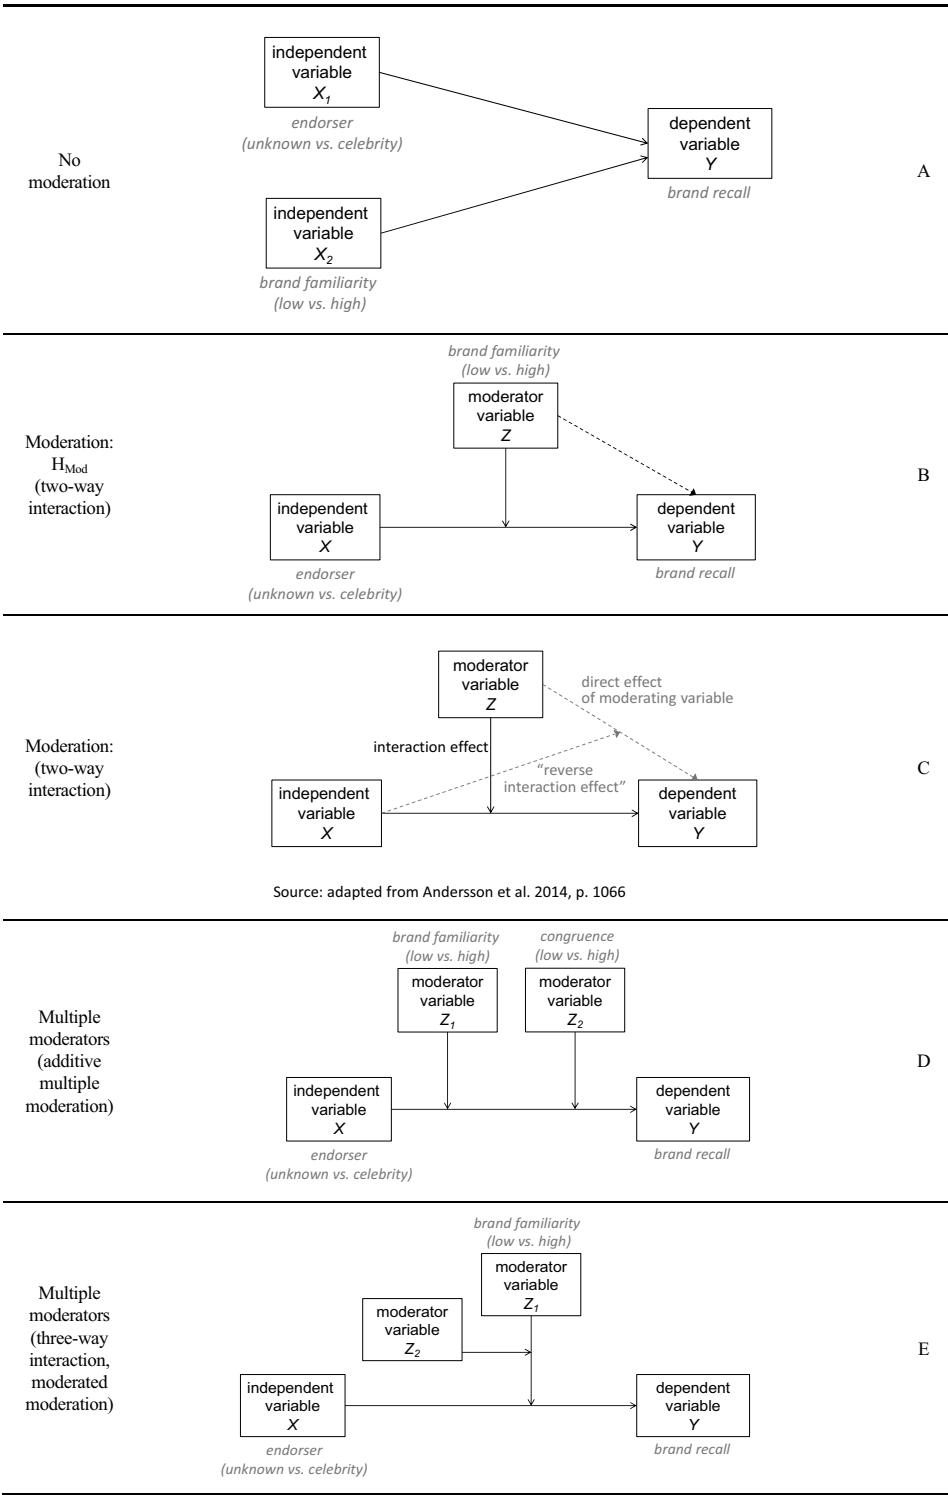 No
moderation
independent
variable
X1
endorser
(unknown vs. celebrity)
independent
variable
X2
brand familiarity
(low vs. high)
dependent
variable
Y
brand recall
A
Moderation:
HMod
(two-way
interaction)
brand familiarity
(low vs. high)
moderator
variable
Z
independent
variable
X
endorser
(unknown vs. celebrity)
dependent
variable
Y
brand recall
B
Moderation:
(two-way
interaction)
moderator
variable
Z
direct effect
of moderating variable
interaction effect
“reverse
interaction effect”
independent
variable
X
dependent
variable
Y
Source: adapted from Andersson et al. 2014, p. 1066
C
Multiple
moderators
(additive
multiple
moderation)
brand familiarity
(low vs. high)
moderator
variable
Z1
congruence
(low vs. high)
moderator
variable
Z2
independent
variable
X
endorser
(unknown vs. celebrity)
dependent
variable
Y
brand recall
D
Multiple
moderators
(three-way
interaction,
moderated
moderation)
brand familiarity
(low vs. high)
moderator
variable
Z1
moderator
variable
Z2
independent
variable
X
endorser
(unknown vs. celebrity)
dependent
variable
Y
brand recall
E